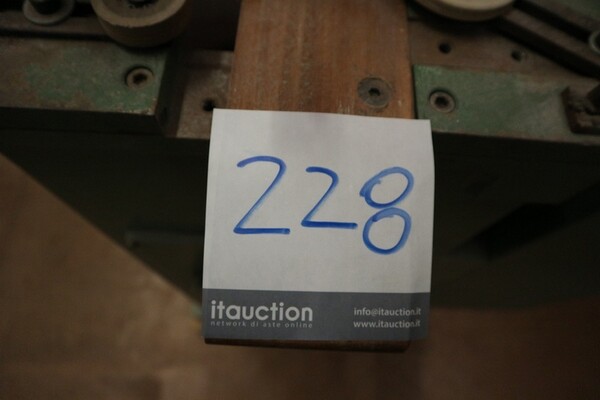 228
itauction
network di aste online
info@itauction.it
www.itauction.it